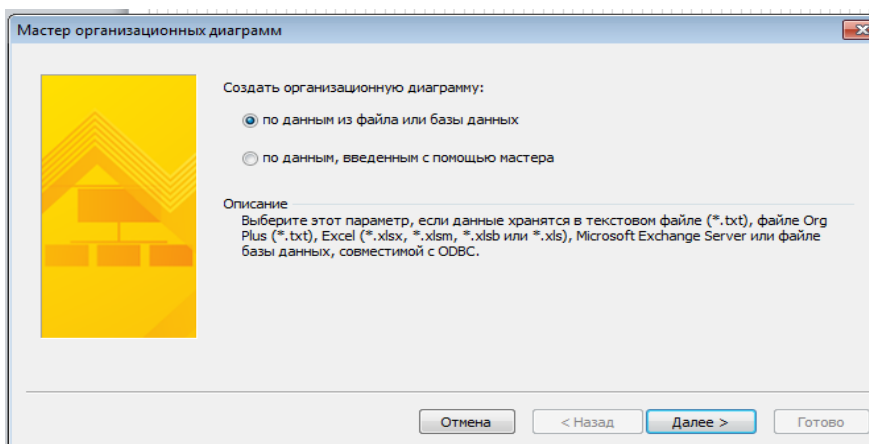 Мастер организационных диаграмм
Создать организационную диаграмму:
по данным из файла или базы данных
по данным, введенным с помощью мастера
Описание
Выберите этот параметр, если данные хранятся в текстовом файле (*.txt), файле Org
Plus (*.txt), Excel (*.xlsx, *.xlsm, *.xlsb или *.xls), Microsoft Exchange Server или файле
базы данных, совместимой с ODBC.
Отмена
< Назад
Далее >
Готово